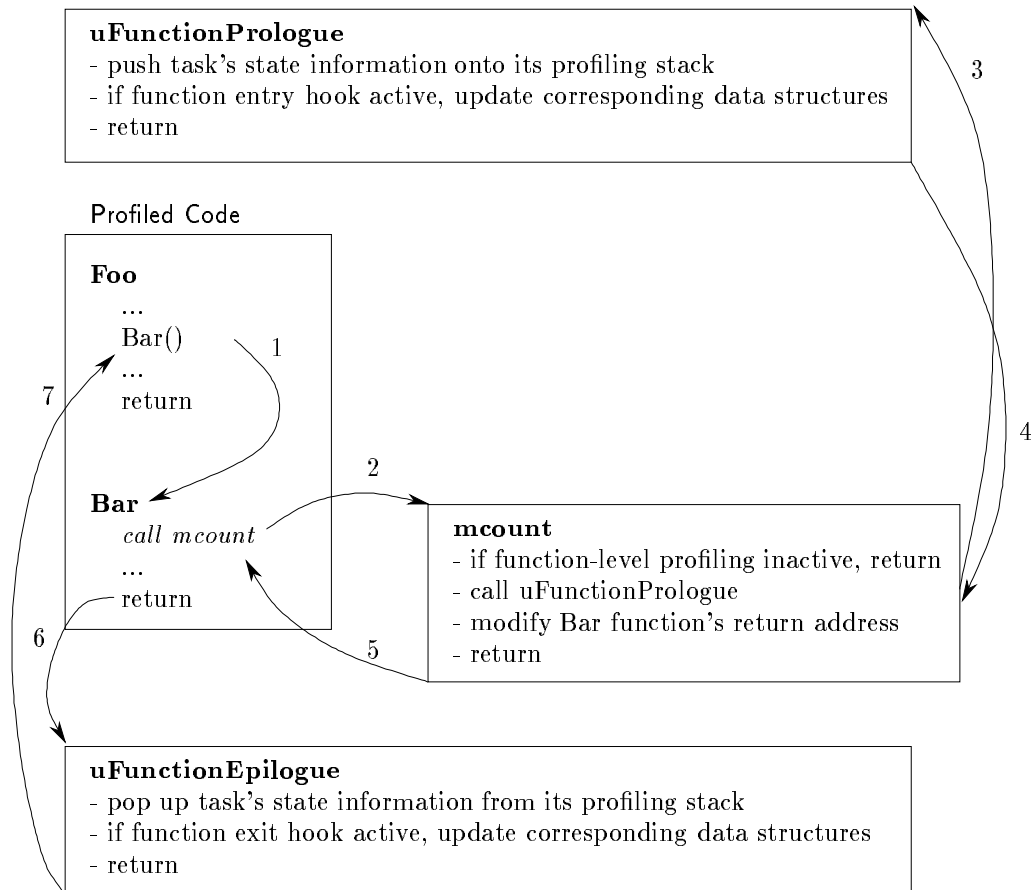 uFunctionPrologue
- push task's state information onto its profiling stack
- if function entry hook active, update corresponding data structures
- return
3
Profiled Code
Foo
...
Bar()
1
...
7
return
4
2
Bar
call mcount
...
return
mcount
- if function-level profiling inactive, return
- call uFunctionPrologue
- modify Bar function's return address
- return
6
5
uFunctionEpilogue
- pop up task's state information from its profiling stack
- if function exit hook active, update corresponding data structures
- return